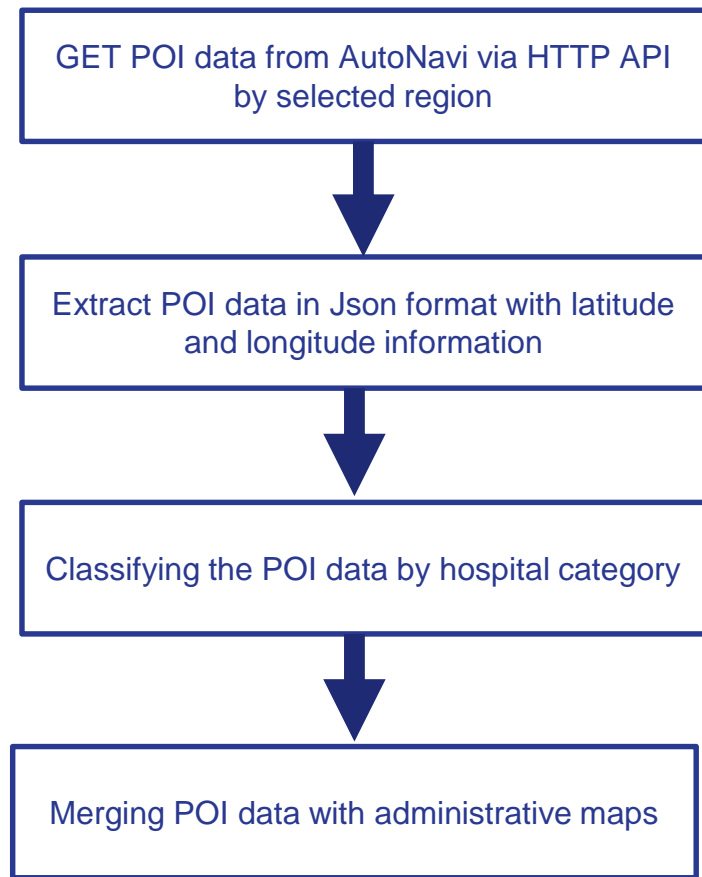 GET POI data from AutoNavi via HTTP API
by selected region
Extract POI data in Json format with latitude
and longitude information
Classifying the POI data by hospital category
Merging POI data with administrative maps